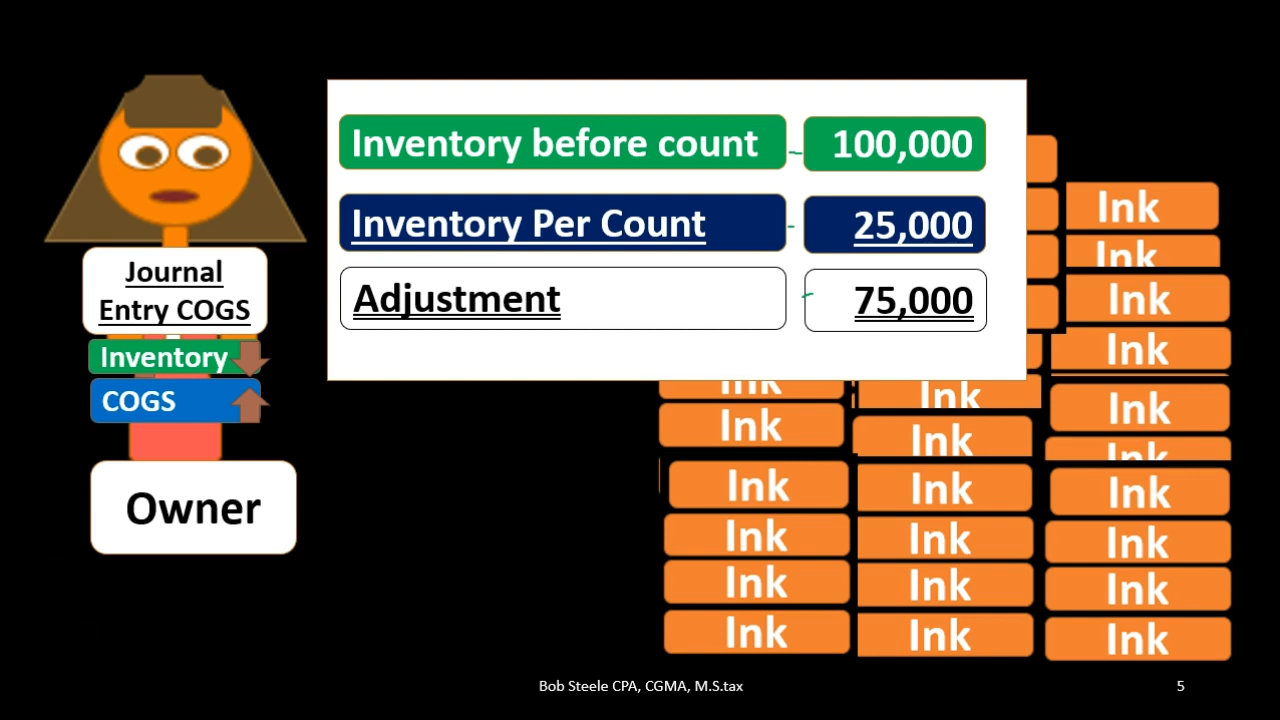 Inventory before count 100,000
Inventory Per Count 25,000
Adjustment 75,000
Journal
Entry COGS
Inventory
COGS
Owner
Ink
Ink
Ink
Ink
Ink Ink Ink
Ink Ink Ink
Ink
Ink Ink Ink
Ink Ink Ink
Ink Ink Ink
Ink Ink Ink
Bob Steele CPA, CGMA, M.S.tax 5